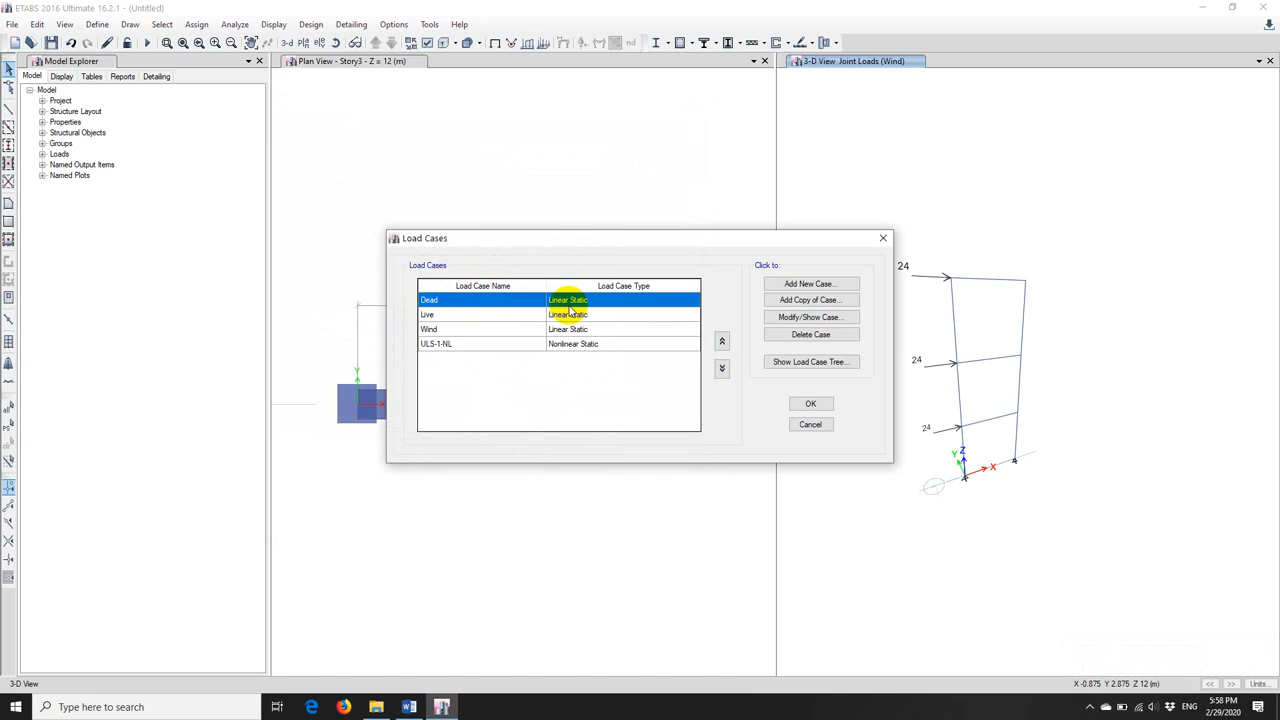 ETABS 2016 Ultimate 16.2.1 - (Untitled)
File Edit View Define Draw Select Assign Analyze Display Design Detailing Options Tools Help
3-d nd
Model Explorer
Model Display Tables Reports Detailing
Model
Project
Structure Layout
Properties
Structural Objects
Groups
Loads
Named Output Items
Named Plots
Plan View - Story3 - Z = 12 (m)
Y
3-D View Joint Loads (Wind)
24
24
24
Z
Y
X
Load Cases
Load Cases
Load Case Name Load Case Type
Dead Linear Static
Live Linear Static
Wind Linear Static
ULS-1-NL Nonlinear Static
Click to:
Add New Case...
Add Copy of Case...
Modify/Show Case...
Delete Case
Show Load Case Tree...
OK
Cancel
3-D View
X -0.875 Y 2.875 Z 12 (m)
<< >> Units...
Type here to search
ENG
5:58 PM
2/29/2020